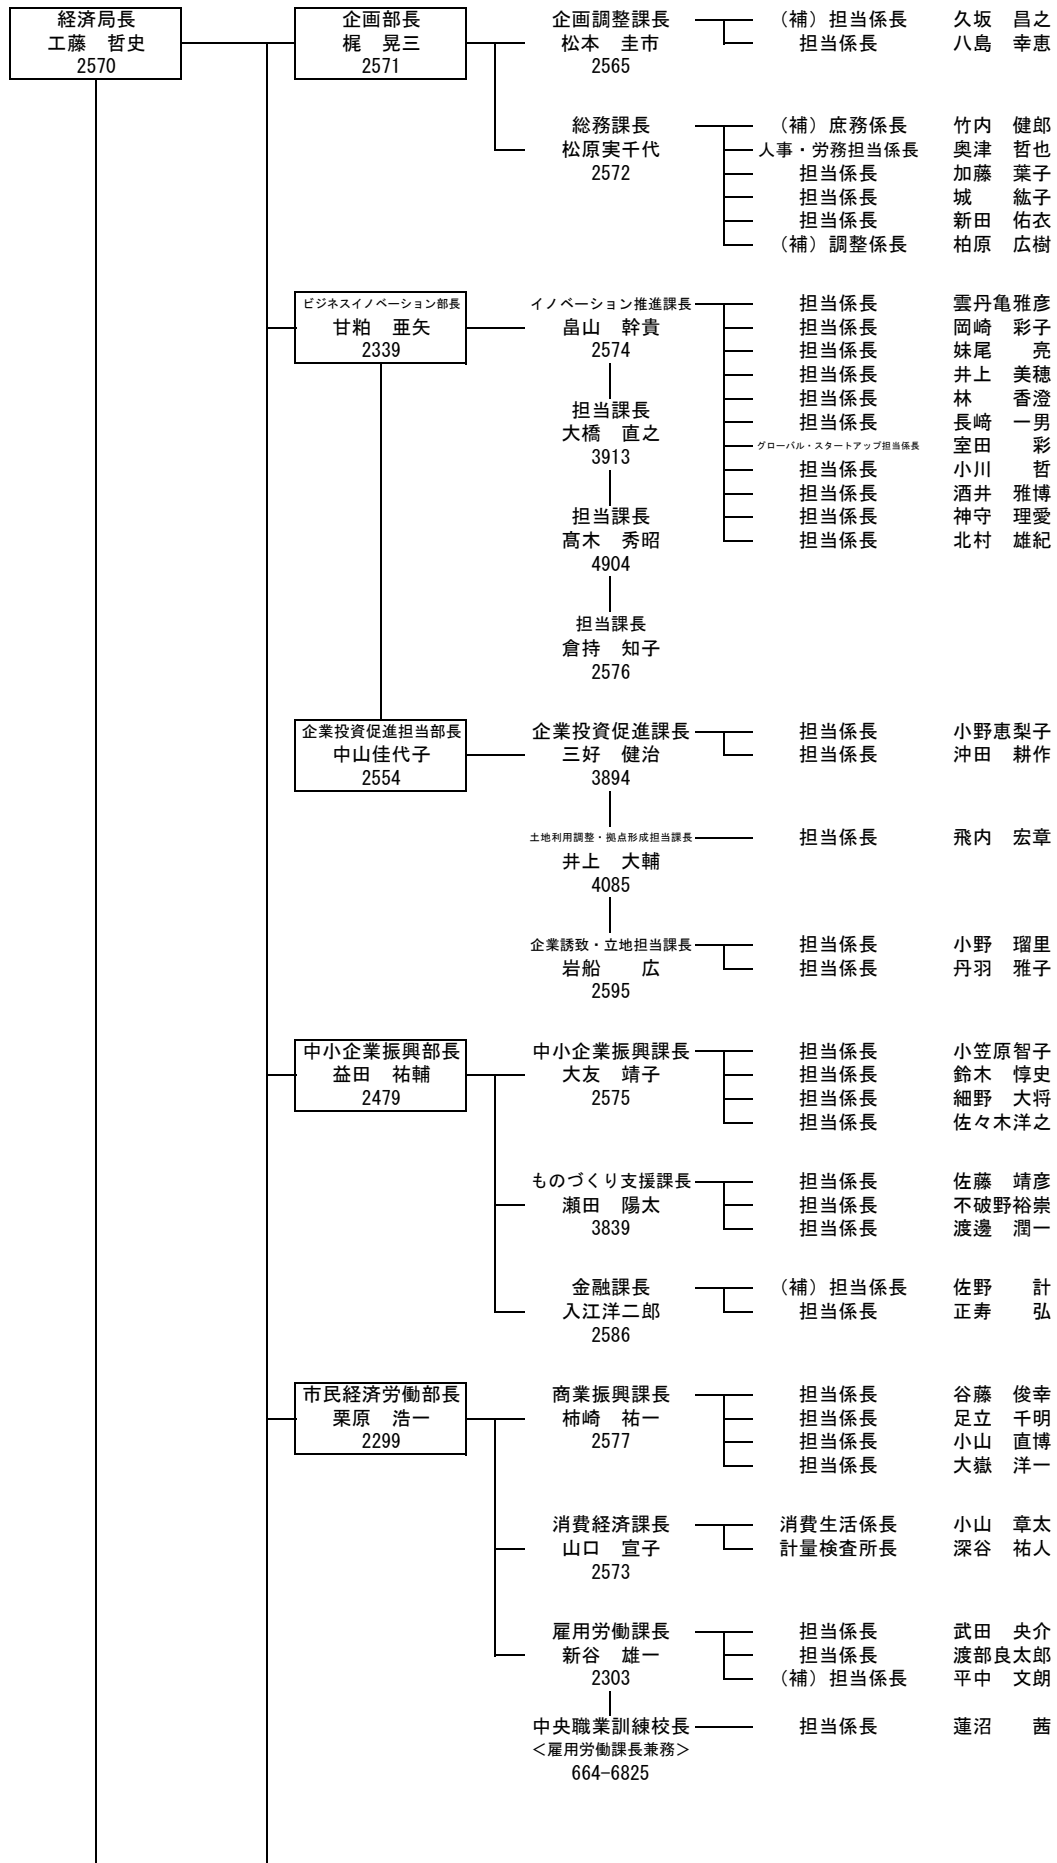 経済局長
工藤　哲史
2570
企画部長
梶　晃三
2571
企画調整課長
松本　圭市
2565
（補）担当係長　久坂　昌之
担当係長　八島　幸恵
総務課長
松原実千代
2572
（補）庶務係長　竹内　健郎
人事・労務担当係長　奥津　哲也
担当係長　加藤　葉子
担当係長　城　　紘子
担当係長　新田　佑衣
（補）調整係長　柏原　広樹
ビジネスイノベーション部長
甘粕　亜矢
2339
イノベーション推進課長
畠山　幹貴
2574
担当課長
大橋　直之
3913
担当課長
髙木　秀昭
4904
担当課長
倉持　知子
2576
担当係長　雲丹亀雅彦
担当係長　岡崎　彩子
担当係長　妹尾　　亮
担当係長　井上　美穂
担当係長　林　　香澄
担当係長　長﨑　一男
グローバル・スタートアップ担当係長　室田　　彩
担当係長　小川　　哲
担当係長　酒井　雅博
担当係長　神守　理愛
担当係長　北村　雄紀
企業投資促進担当部長
中山佳代子
2554
企業投資促進課長
三好　健治
3894
担当係長　小野恵梨子
担当係長　沖田　耕作
土地利用調整・拠点形成担当課長
井上　大輔
4085
担当係長　飛内　宏章
企業誘致・立地担当課長
岩船　　広
2595
担当係長　小野　瑠里
担当係長　丹羽　雅子
中小企業振興部長
益田　祐輔
2479
中小企業振興課長
大友　靖子
2575
担当係長　小笠原智子
担当係長　鈴木　惇史
担当係長　細野　大将
担当係長　佐々木洋之
ものづくり支援課長
瀬田　陽太
3839
担当係長　佐藤　靖彦
担当係長　不破野裕崇
担当係長　渡邊　潤一
金融課長
入江洋二郎
2586
（補）担当係長　佐野　　計
担当係長　正寿　　弘
市民経済労働部長
栗原　浩一
2299
商業振興課長
柿崎　祐一
2577
担当係長　谷藤　俊幸
担当係長　足立　千明
担当係長　小山　直博
担当係長　大嶽　洋一
消費経済課長
山口　宣子
2573
消費生活係長　小山　章太
計量検査所長　深谷　祐人
雇用労働課長
新谷　雄一
2303
担当係長　武田　央介
担当係長　渡部良太郎
（補）担当係長　平中　文朗
中央職業訓練校長
＜雇用労働課長兼務＞
664-6825
担当係長　蓮沼　　茜